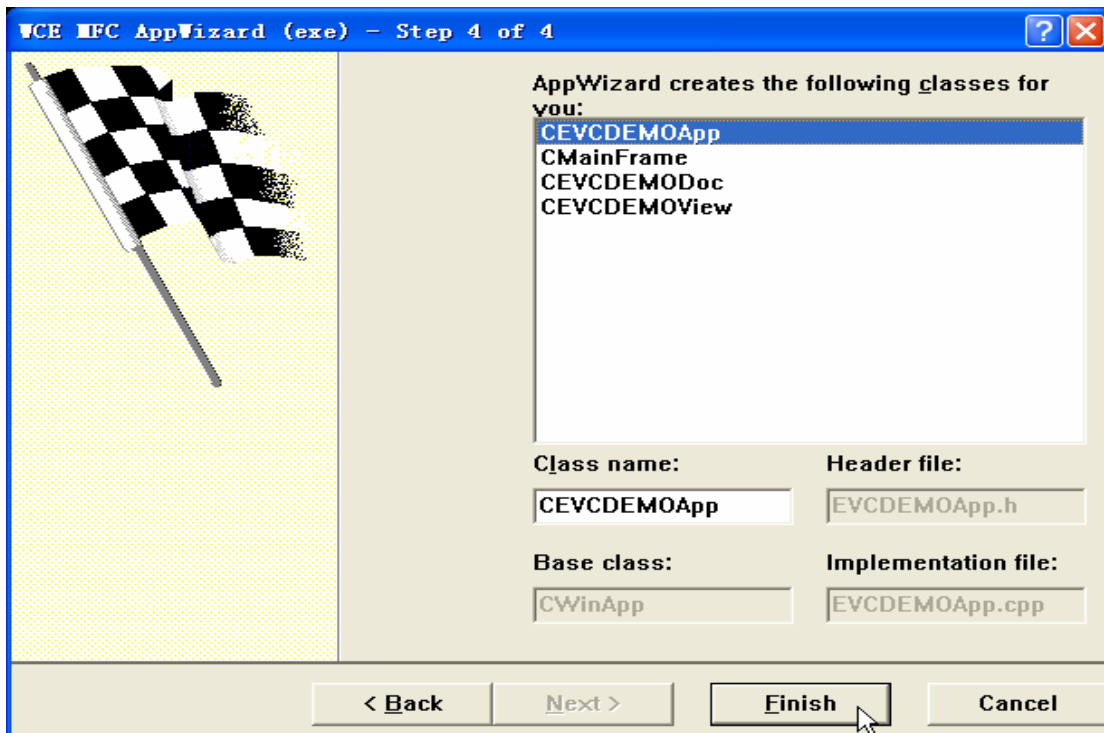 WCE MFC AppWizard (exe) - Step 4 of 4
AppWizard creates the following classes for
you:
CEVCDEMOApp
CMainFrame
CEVCDEMODoc
CEVCDEMOView
Class name:
Header file:
CEVCDEMOApp
EVCDEMOApp.h
Base class:
Implementation file:
CWinApp
EVCDEMOApp.cpp
< Back
Next >
Finish
Cancel